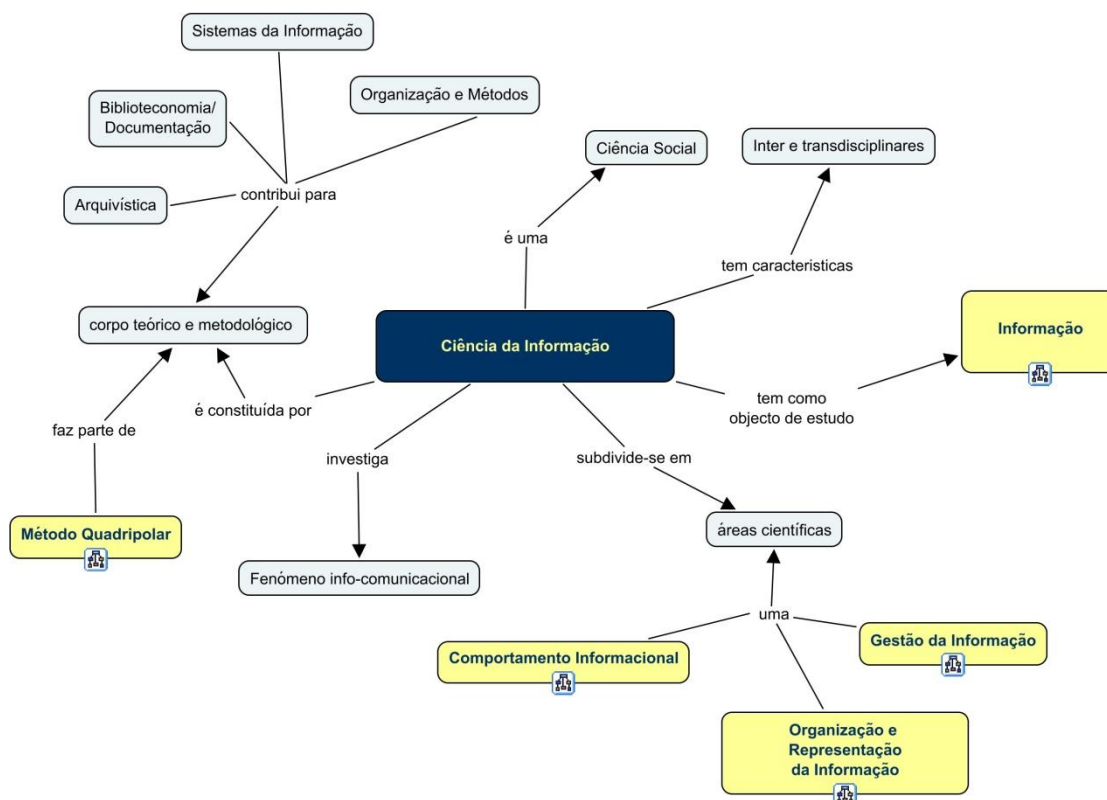 Sistemas da Informação
Organização e Métodos
Biblioteconomia/
Documentação
Arquivística
contribui para
Ciência Social
Inter e transdisciplinares
é uma
tem caracteristicas
corpo teórico e metodológico
Ciência da Informação
Informação
é constituída por
tem como
objecto de estudo
faz parte de
investiga
subdivide-se em
Método Quadripolar
áreas científicas
Fenómeno info-comunicacional
uma
Gestão da Informação
Comportamento Informacional
Organização e
Representação
da Informação